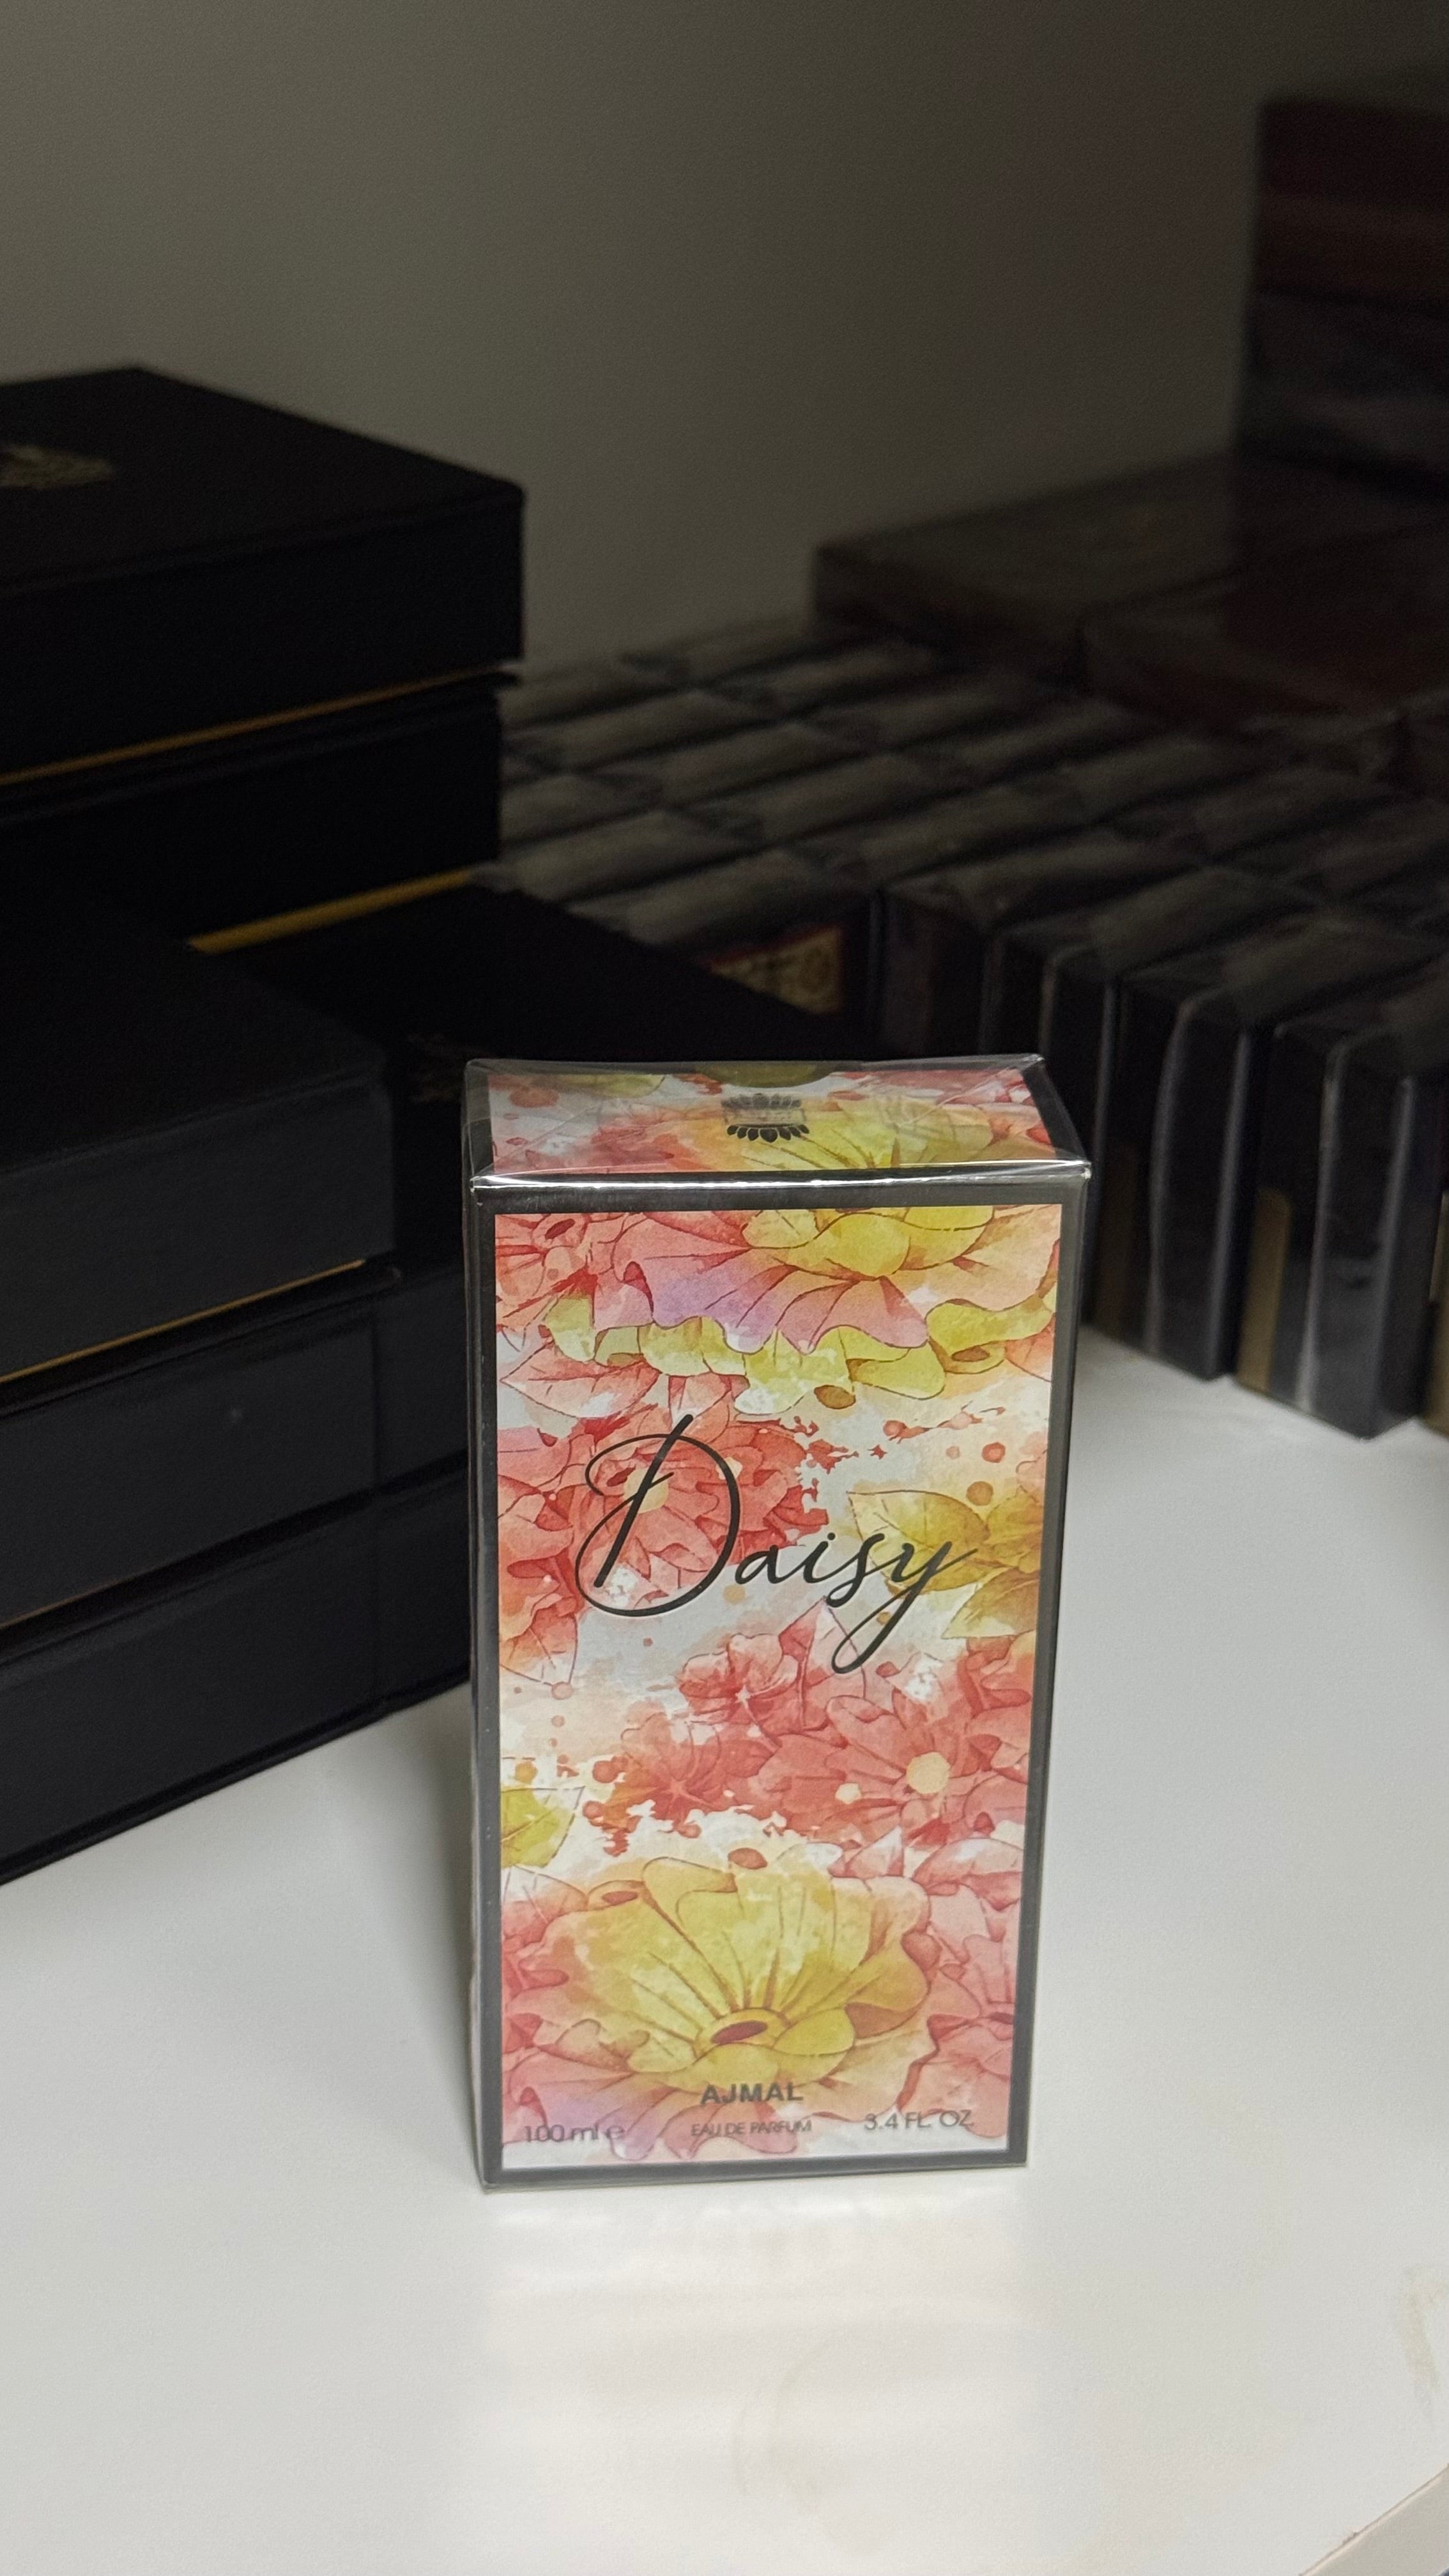 Daisy
AJMAL
100 ml e EAU DE PARFUM 3.4 FL OZ